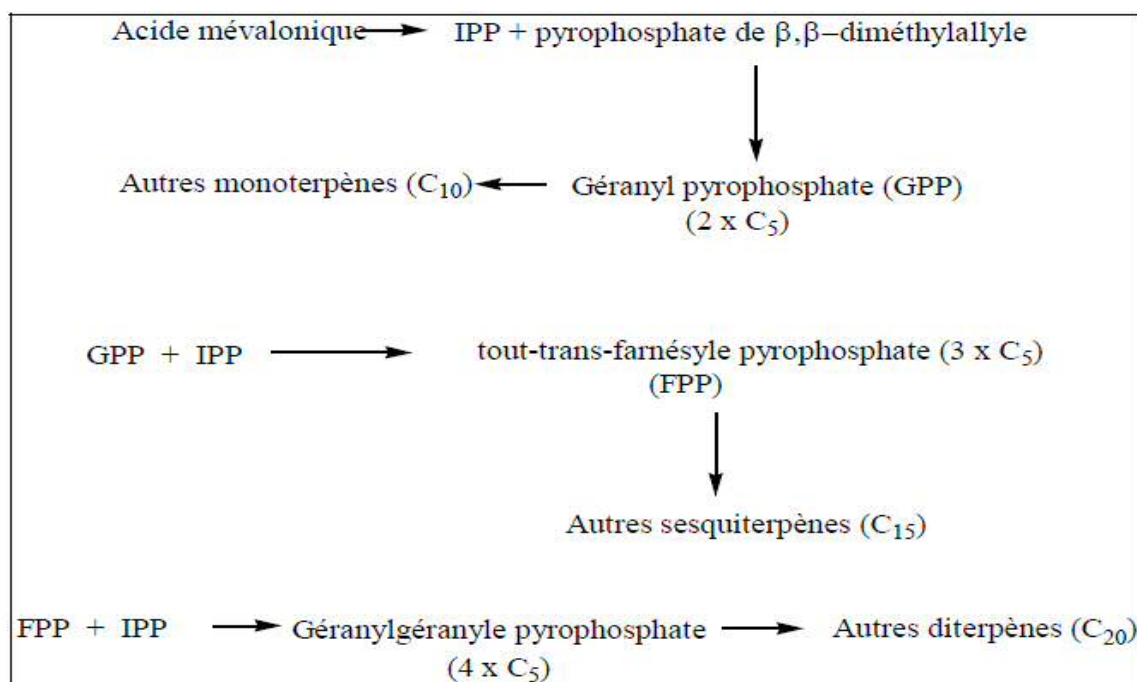 Acide mévalonique IPP + pyrophosphate de β,β−diméthylallyle
Autres monoterpènes (C10) Géranyl pyrophosphate (GPP)
(2 x C5)
GPP + IPP tout-trans-farnésyle pyrophosphate (3 x C5)
(FPP)
Autres sesquiterpènes (C15)
FPP + IPP Géranylgéranyle pyrophosphate Autres diterpènes (C20)
(4 x C5)